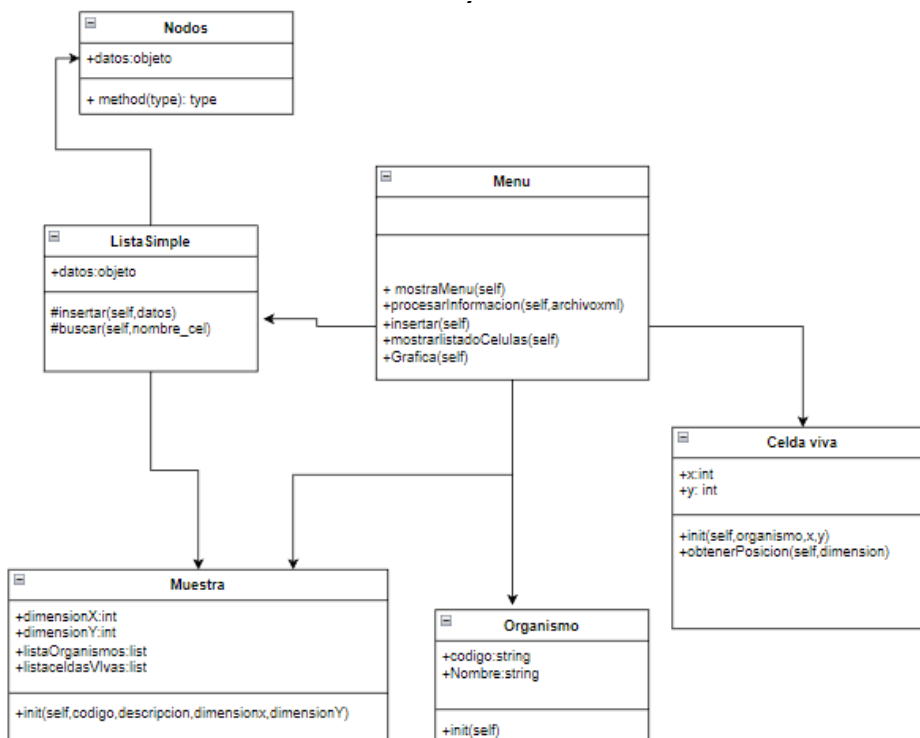 Nodos
+datos:objeto
+ method(type): type
Menu
+ mostraMenu(self)
+procesarInformacion(self,archivoxml)
+insertar(self)
+mostrarlistadoCelulas(self)
+Grafica(self)
ListaSimple
+datos:objeto
#insertar(self,datos)
#buscar(self,nombre_cel)
Celda viva
+x:int
+y: int
+init(self,organismo,x,y)
+obtenerPosicion(self,dimension)
Muestra
+dimensionX:int
+dimensionY:int
+listaOrganismos:list
+listaceldasVIvas:list
+init(self,codigo,descripcion,dimensionx,dimensionY)
Organismo
+codigo:string
+Nombre:string
+init(self)